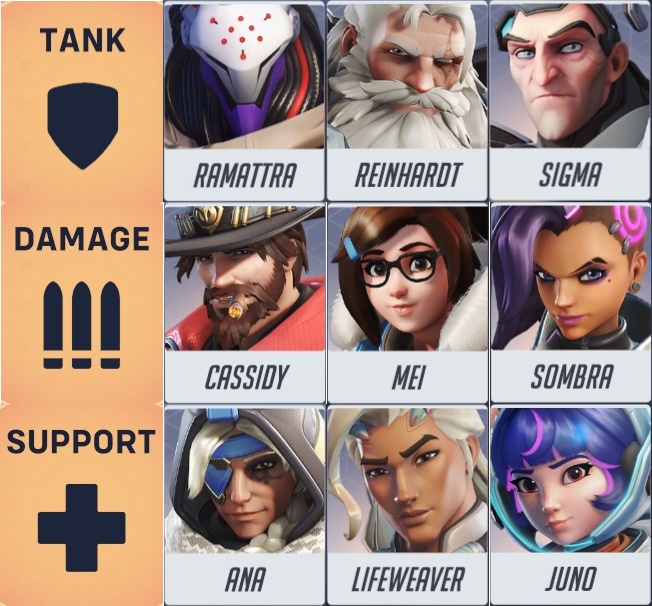 TANK
RAMATTRA
REINHARDT
SIGMA
DAMAGE
CASSIDY
MEI
SOMBRA
SUPPORT
ANA
LIFEWEAVER
JUNO